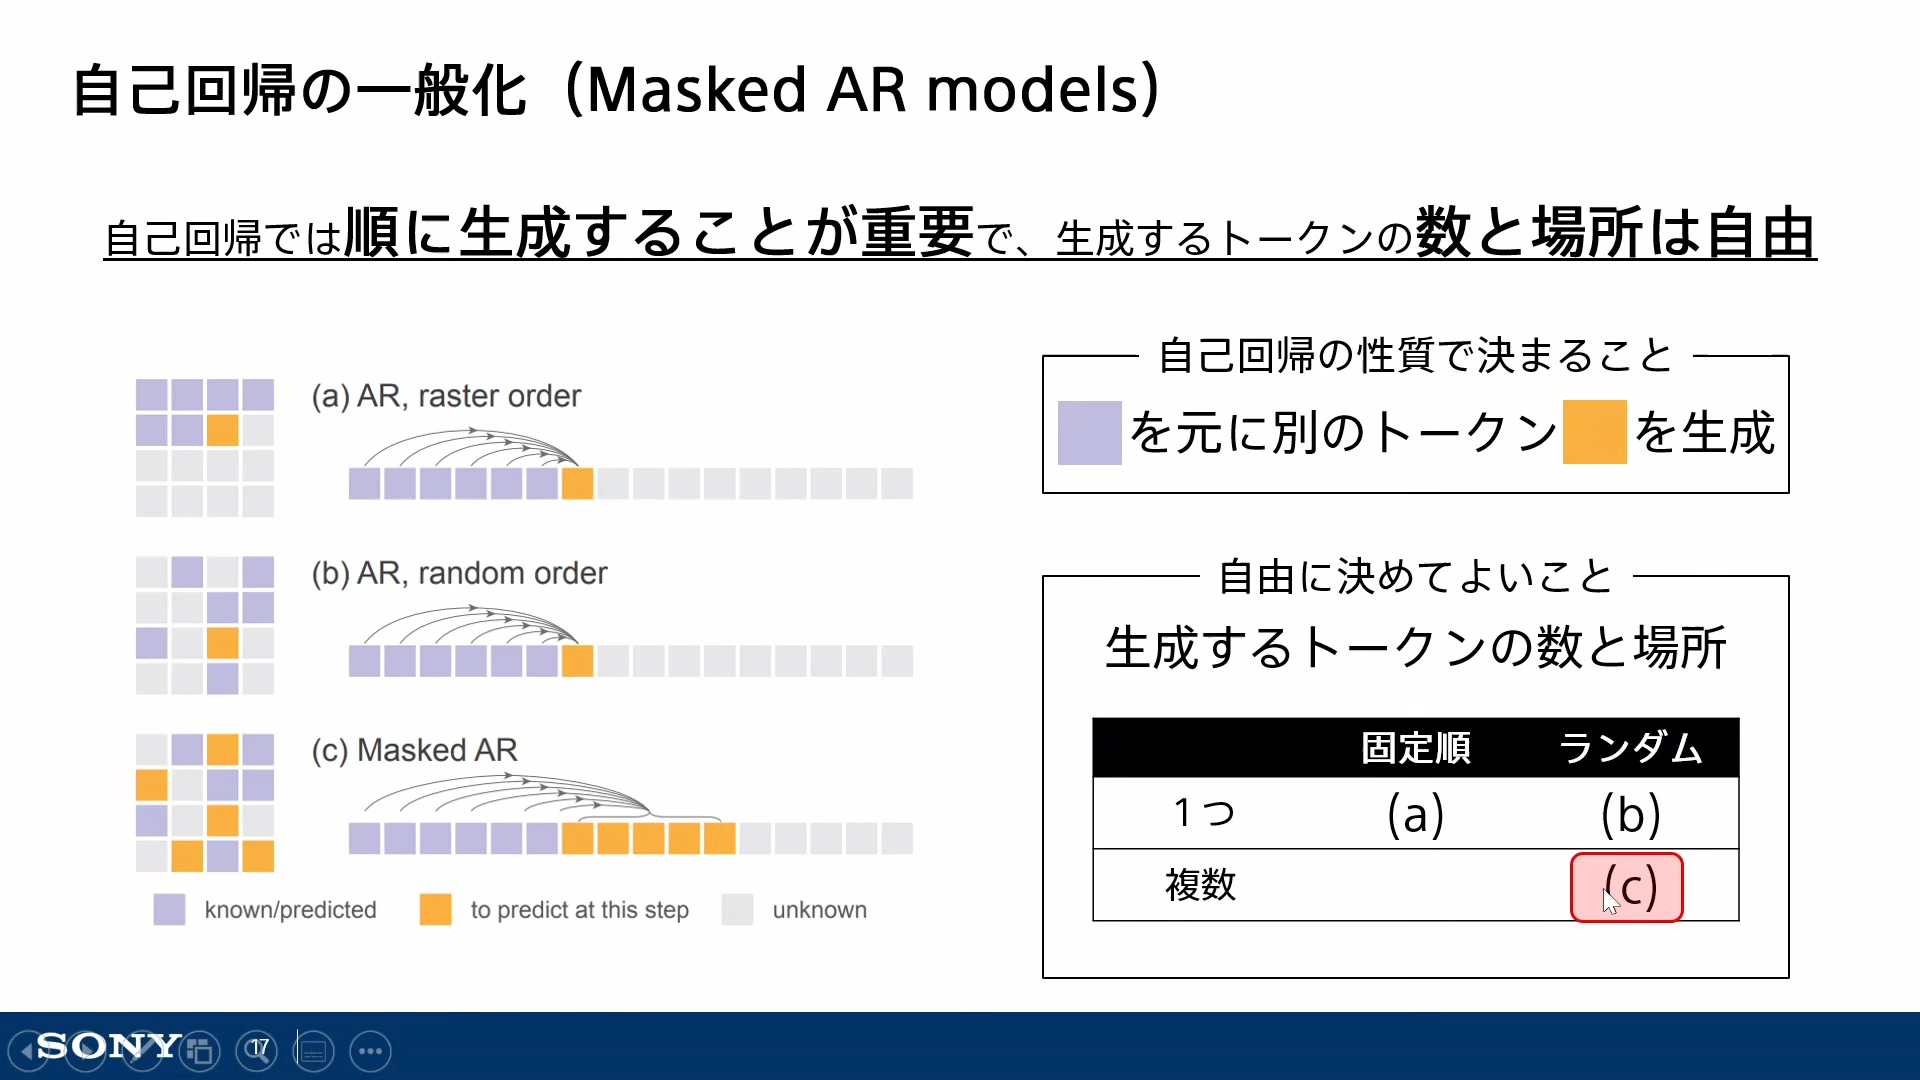 自己回帰の一般化（Masked AR models）
自己回帰では順に生成することが重要で、生成するトークンの数と場所は自由
(a) AR, raster order
(b) AR, random order
(c) Masked AR
known/predicted
to predict at this step
unknown
自己回帰の性質で決まること
を元に別のトークン を生成
自由に決めてよいこと
生成するトークンの数と場所
固定順 ランダム
1つ (a) (b)
複数 (c)
SONY 17